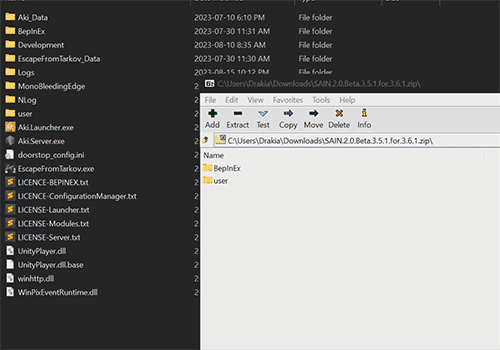 Aki_Data 2023-07-10 6:10 PM File folder
BepInEx 2023-07-30 11:31 AM File folder
Development 2023-08-10 8:35 AM File folder
EscapeFromTarkov_Data 2023-07-30 11:30 AM File folder
Logs 2023-08-15 10:12 PM File folder
MonoBleedingEdge 2
NLog 2
user 2
Aki.Launcher.exe 2
Aki.Server.exe 2
doorstop_config.ini 2
EscapeFromTarkov.exe 2
LICENCE-BEPINEX.txt 2
LICENCE-ConfigurationManager.txt 2
LICENSE-Launcher.txt 2
LICENSE-Modules.txt 2
LICENSE-Server.txt 2
UnityPlayer.dll 2
UnityPlayer.dll.base 2
winhttp.dll 2
WinPixEventRuntime.dll 2
C:\Users\Drakia\Downloads\SAIN.2.0.Beta.3.5.1.for.3.6.1.zip\
File Edit View Favorites Tools Help
Add Extract Test Copy Move Delete Info
C:\Users\Drakia\Downloads\SAIN.2.0.Beta.3.5.1.for.3.6.1.zip\
Name
BepInEx
user